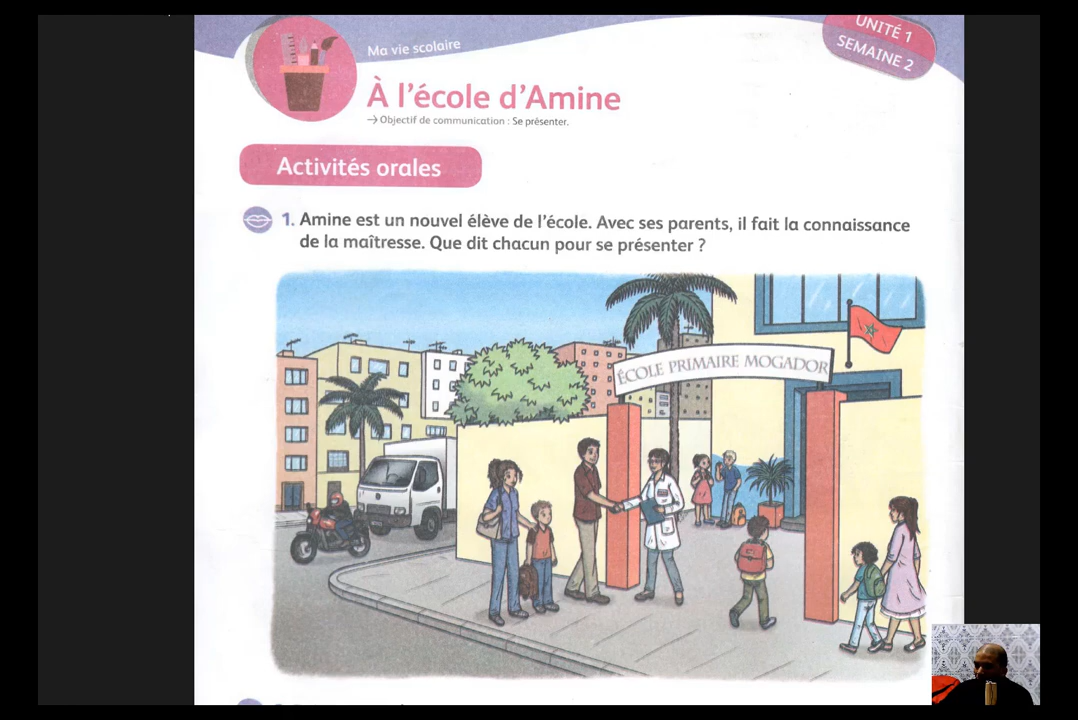 UNITÉ 1
SEMAINE 2
Ma vie scolaire
À l'école d'Amine
→ Objectif de communication : Se présenter.
Activités orales
1. Amine est un nouvel élève de l'école. Avec ses parents, il fait la connaissance
de la maîtresse. Que dit chacun pour se présenter ?
ÉCOLE PRIMAIRE MOGADOR